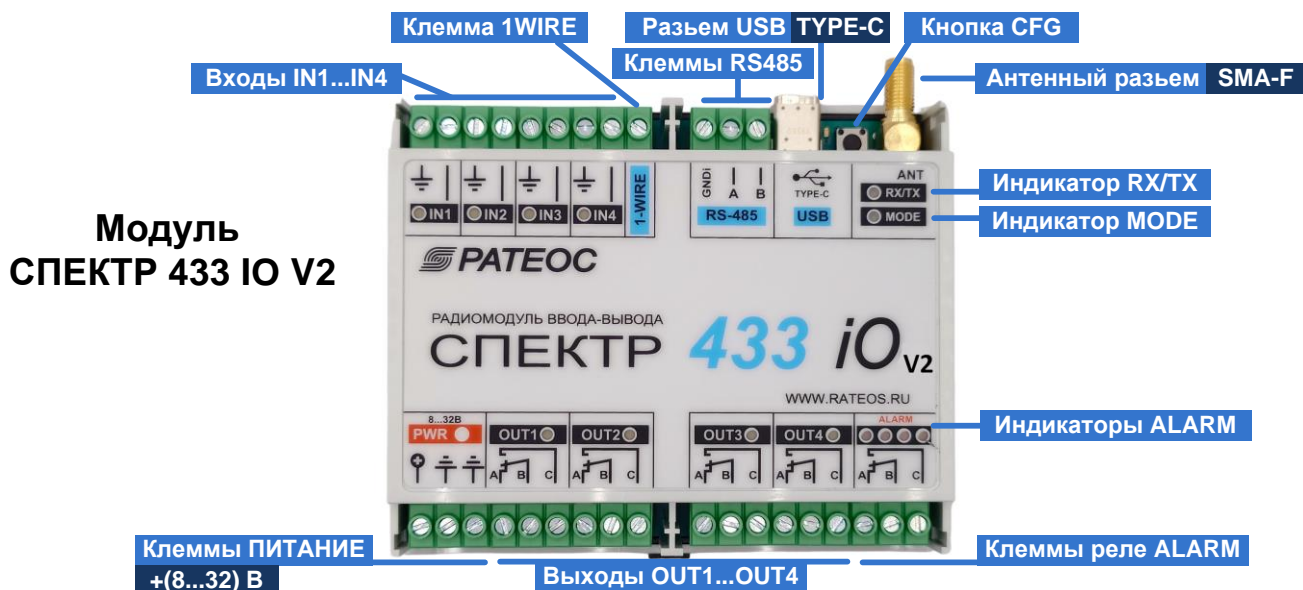 Клемма 1WIRE
Разьем USB TYPE-C
Кнопка CFG
Входы IN1...IN4
Клеммы RS485
Антенный разьем SMA-F
IN1
IN2
IN3
IN4
1-WIRE
GNDi
A
B
RS-485
TYPE-C
USB
ANT
RX/TX
MODE
Индикатор RX/TX
Индикатор MODE
Модуль
СПЕКТР 433 IO V2
РАТЕОС
РАДИОМОДУЛЬ ВВОДА-ВЫВОДА
СПЕКТР 433 iO V2
WWW.RATEOS.RU
8...32В
PWR
OUT1
OUT2
OUT3
OUT4
ALARM
A B C
A B C
A B C
A B C
A B C
Индикаторы ALARM
Клеммы ПИТАНИЕ
+(8...32) В
Выходы OUT1...OUT4
Клеммы реле ALARM